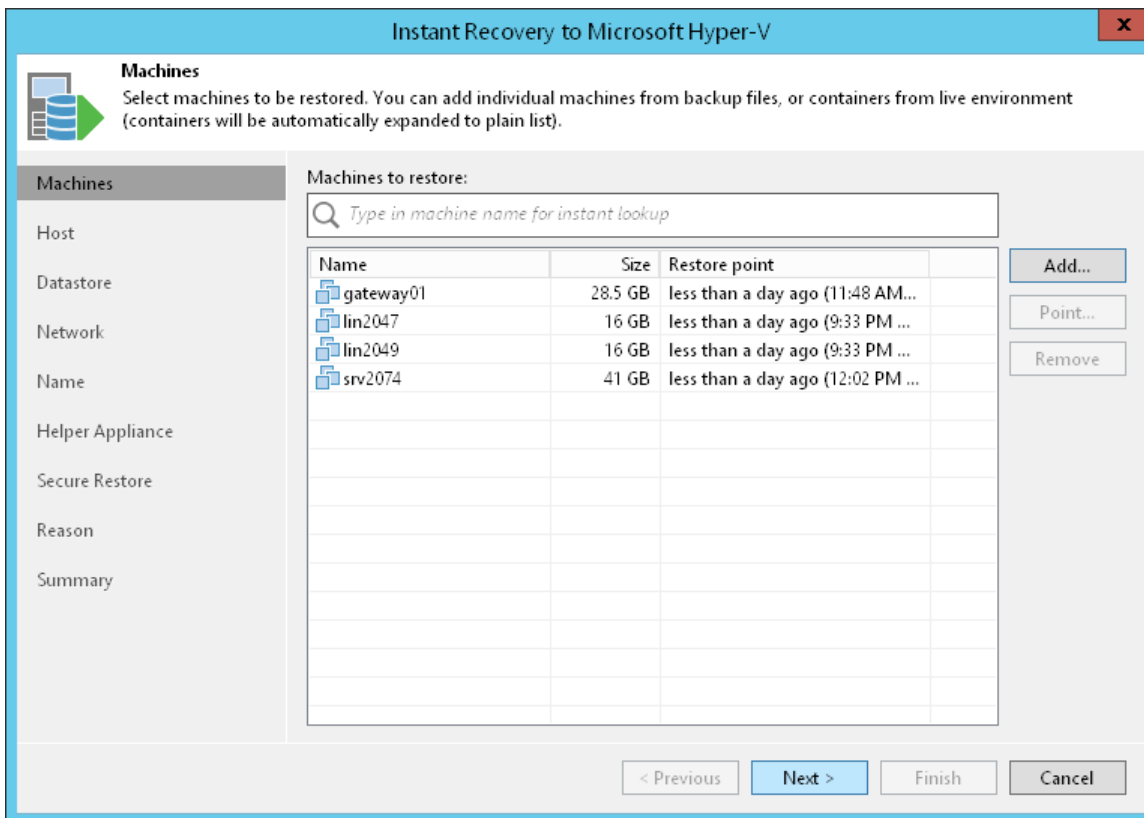 Instant Recovery to Microsoft Hyper-V
x
Machines
Select machines to be restored. You can add individual machines from backup files, or containers from live environment
(containers will be automatically expanded to plain list).
Machines
Host
Datastore
Network
Name
Helper Appliance
Secure Restore
Reason
Summary
Machines to restore:
Type in machine name for instant lookup
Name Size Restore point
gateway01 28.5 GB less than a day ago (11:48 AM...
lin2047 16 GB less than a day ago (9:33 PM ...
lin2049 16 GB less than a day ago (9:33 PM ...
srv2074 41 GB less than a day ago (12:02 PM ...
Add...
Point...
Remove
< Previous Next > Finish Cancel